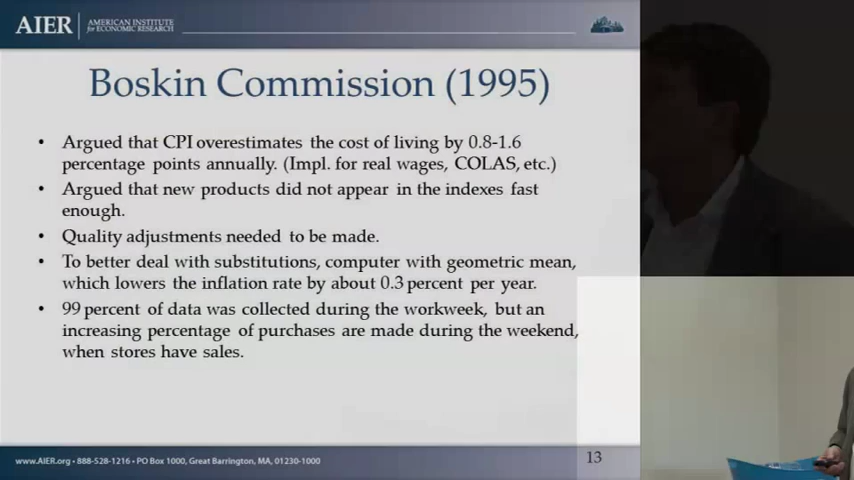 AIER
AMERICAN INSTITUTE
for ECONOMIC RESEARCH
Boskin Commission (1995)
• Argued that CPI overestimates the cost of living by 0.8-1.6
percentage points annually. (Impl. for real wages, COLAS, etc.)
• Argued that new products did not appear in the indexes fast
enough.
• Quality adjustments needed to be made.
• To better deal with substitutions, computer with geometric mean,
which lowers the inflation rate by about 0.3 percent per year.
• 99 percent of data was collected during the workweek, but an
increasing percentage of purchases are made during the weekend,
when stores have sales.
www.AIER.org • 888-528-1216 • PO Box 1000, Great Barrington, MA, 01230-1000
13